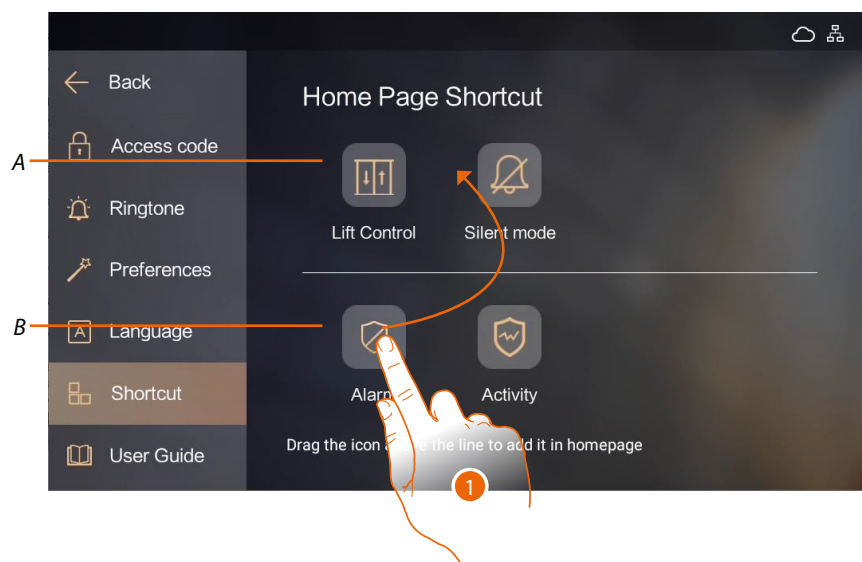 Back
Home Page Shortcut
A
Access code
Ringtone
Lift Control
Silent mode
Preferences
B
A
Language
Shortcut
Alarm
Activity
User Guide
Drag the icon the line to add it in homepage
1